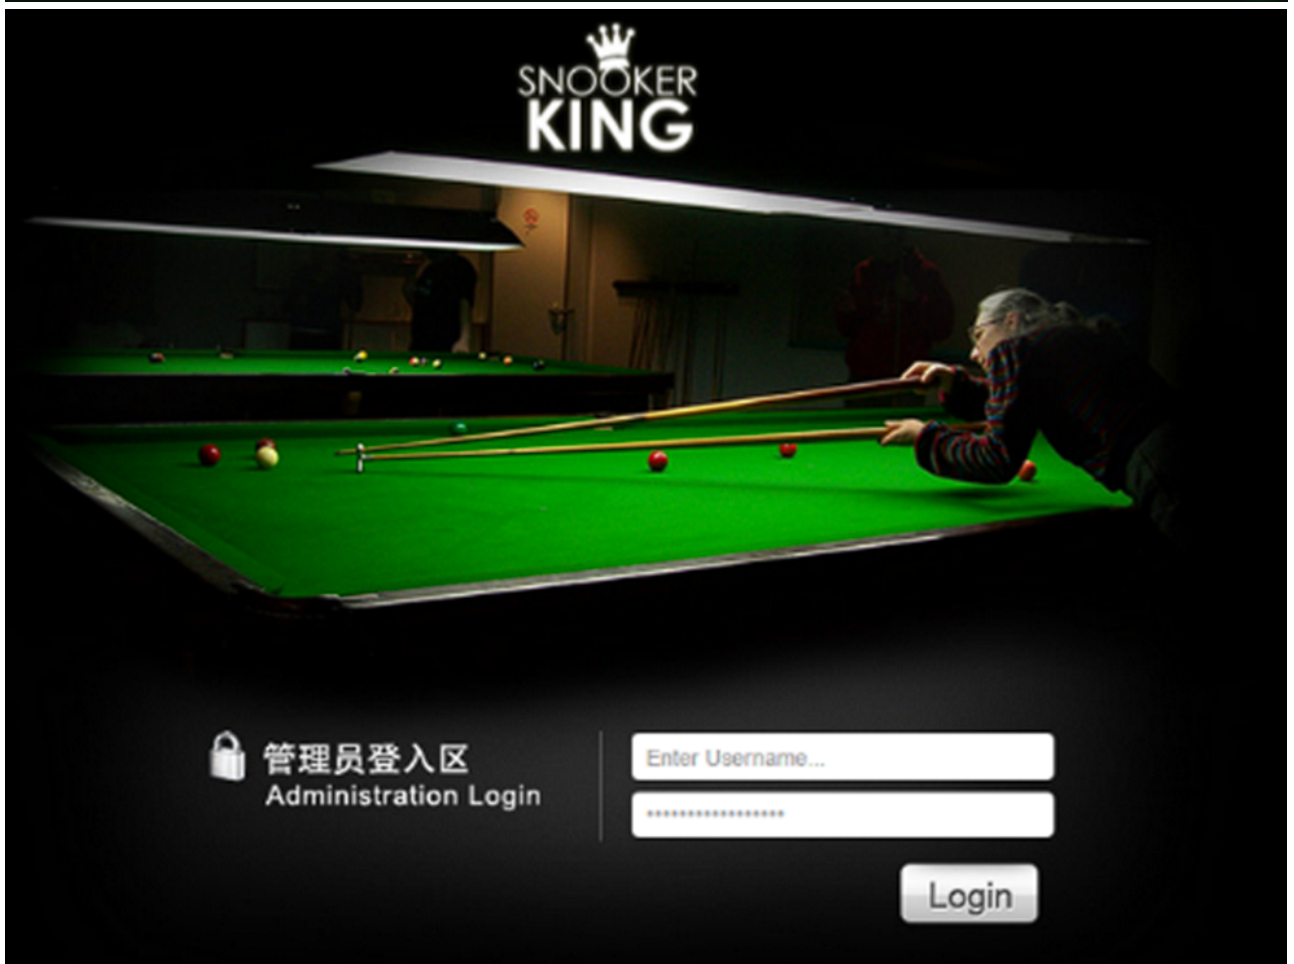 SNOOKER
KING
管理员登入区
Administration Login
Enter Username...
•••••••••••••••••
Login